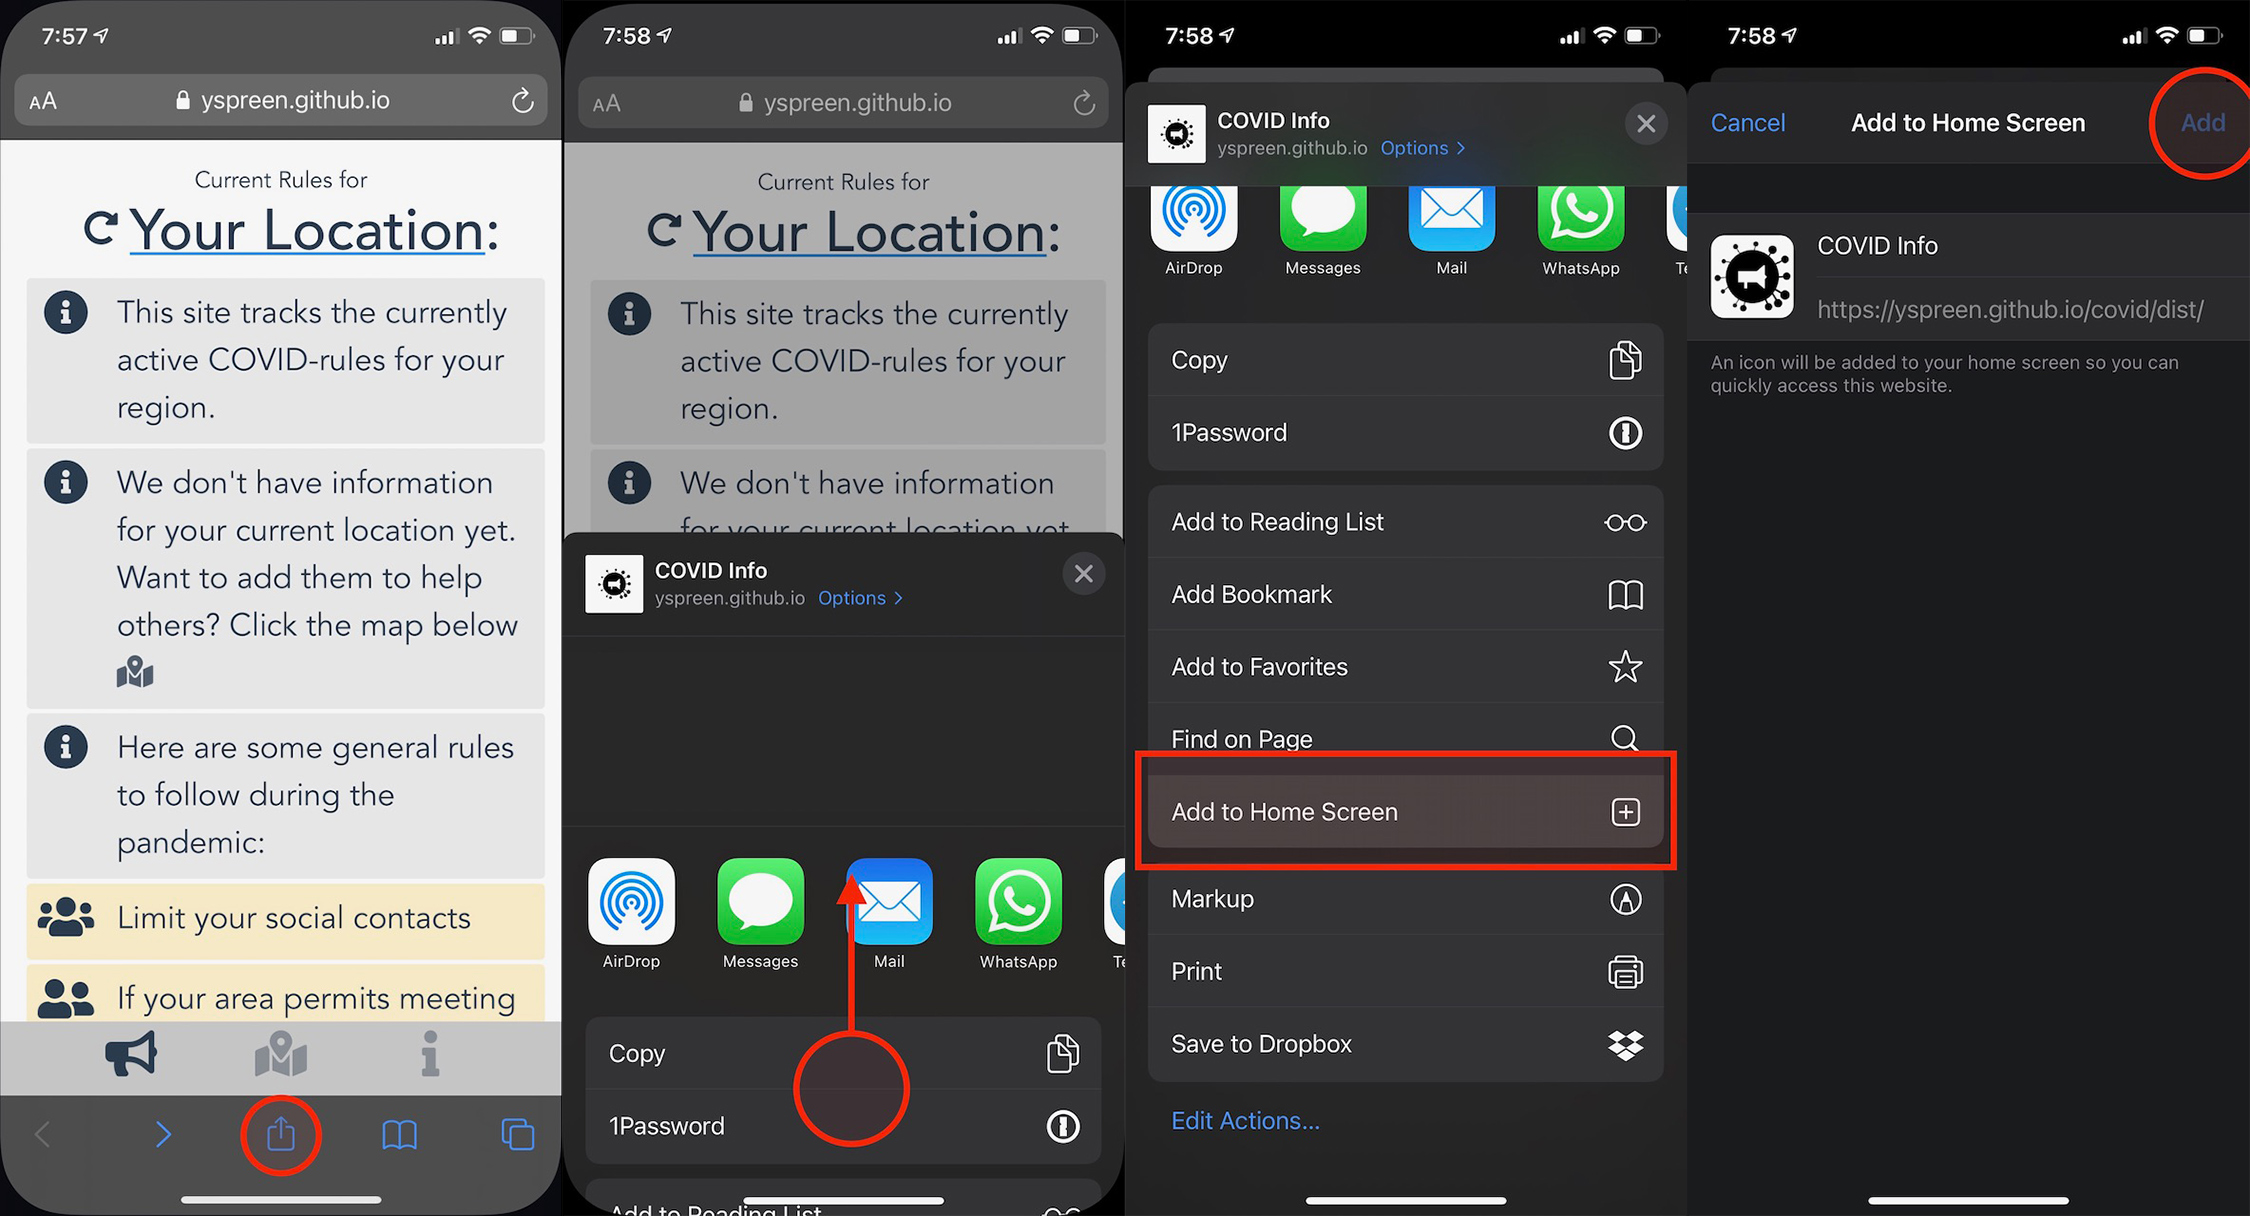 7:57
AA yspreen.github.io
Current Rules for
Your Location:
This site tracks the currently
active COVID-rules for your
region.
We don't have information
for your current location yet.
Want to add them to help
others? Click the map below
Here are some general rules
to follow during the
pandemic:
Limit your social contacts
If your area permits meeting
7:58
AA yspreen.github.io
Current Rules for
Your Location:
This site tracks the currently
active COVID-rules for your
region.
We don't have information
for your current location yet
COVID Info
yspreen.github.io Options >
AirDrop Messages Mail WhatsApp Te
Copy
1Password
Add to Reading List
7:58
COVID Info
yspreen.github.io Options >
AirDrop Messages Mail WhatsApp Te
Copy
1Password
Add to Reading List
Add Bookmark
Add to Favorites
Find on Page
Add to Home Screen
Markup
Print
Save to Dropbox
Edit Actions...
7:58
Cancel Add to Home Screen Add
COVID Info
https://yspreen.github.io/covid/dist/
An icon will be added to your home screen so you can
quickly access this website.